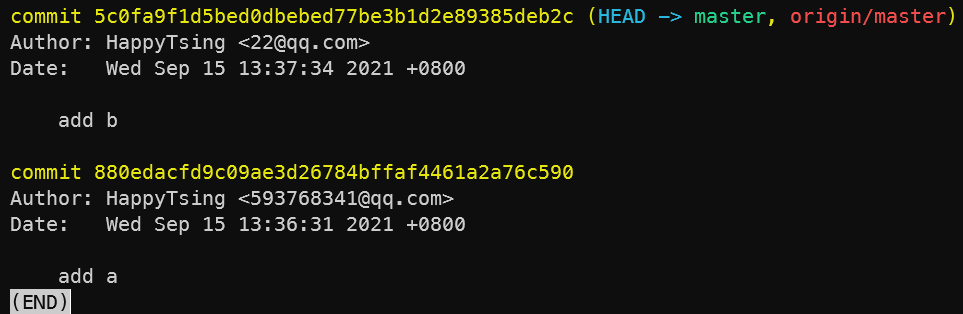 commit 5c0fa9f1d5bed0dbebed77be3b1d2e89385deb2c (HEAD -> master, origin/master)
Author: HappyTsing <22@qq.com>
Date:   Wed Sep 15 13:37:34 2021 +0800
add b
commit 880edacfd9c09ae3d26784bffaf4461a2a76c590
Author: HappyTsing <593768341@qq.com>
Date:   Wed Sep 15 13:36:31 2021 +0800
add a
(END)